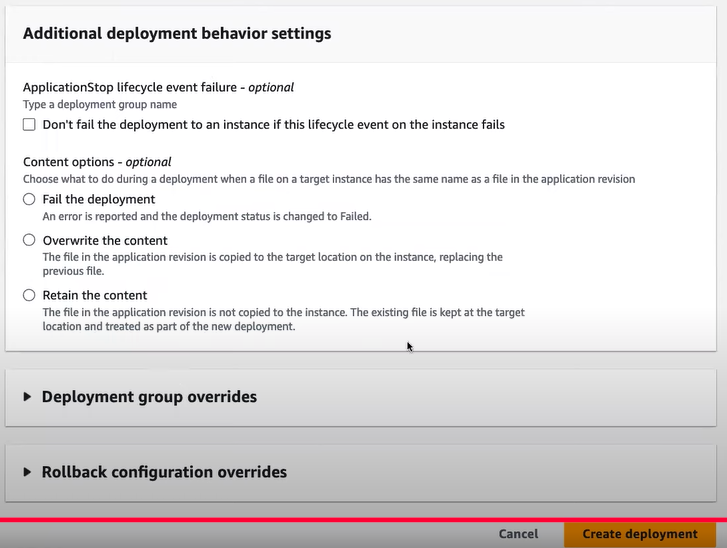 Additional deployment behavior settings
ApplicationStop lifecycle event failure - optional
Type a deployment group name
Don't fail the deployment to an instance if this lifecycle event on the instance fails
Content options - optional
Choose what to do during a deployment when a file on a target instance has the same name as a file in the application revision
Fail the deployment
An error is reported and the deployment status is changed to Failed.
Overwrite the content
The file in the application revision is copied to the target location on the instance, replacing the
previous file.
Retain the content
The file in the application revision is not copied to the instance. The existing file is kept at the target
location and treated as part of the new deployment.
Deployment group overrides
Rollback configuration overrides
Cancel
Create deployment